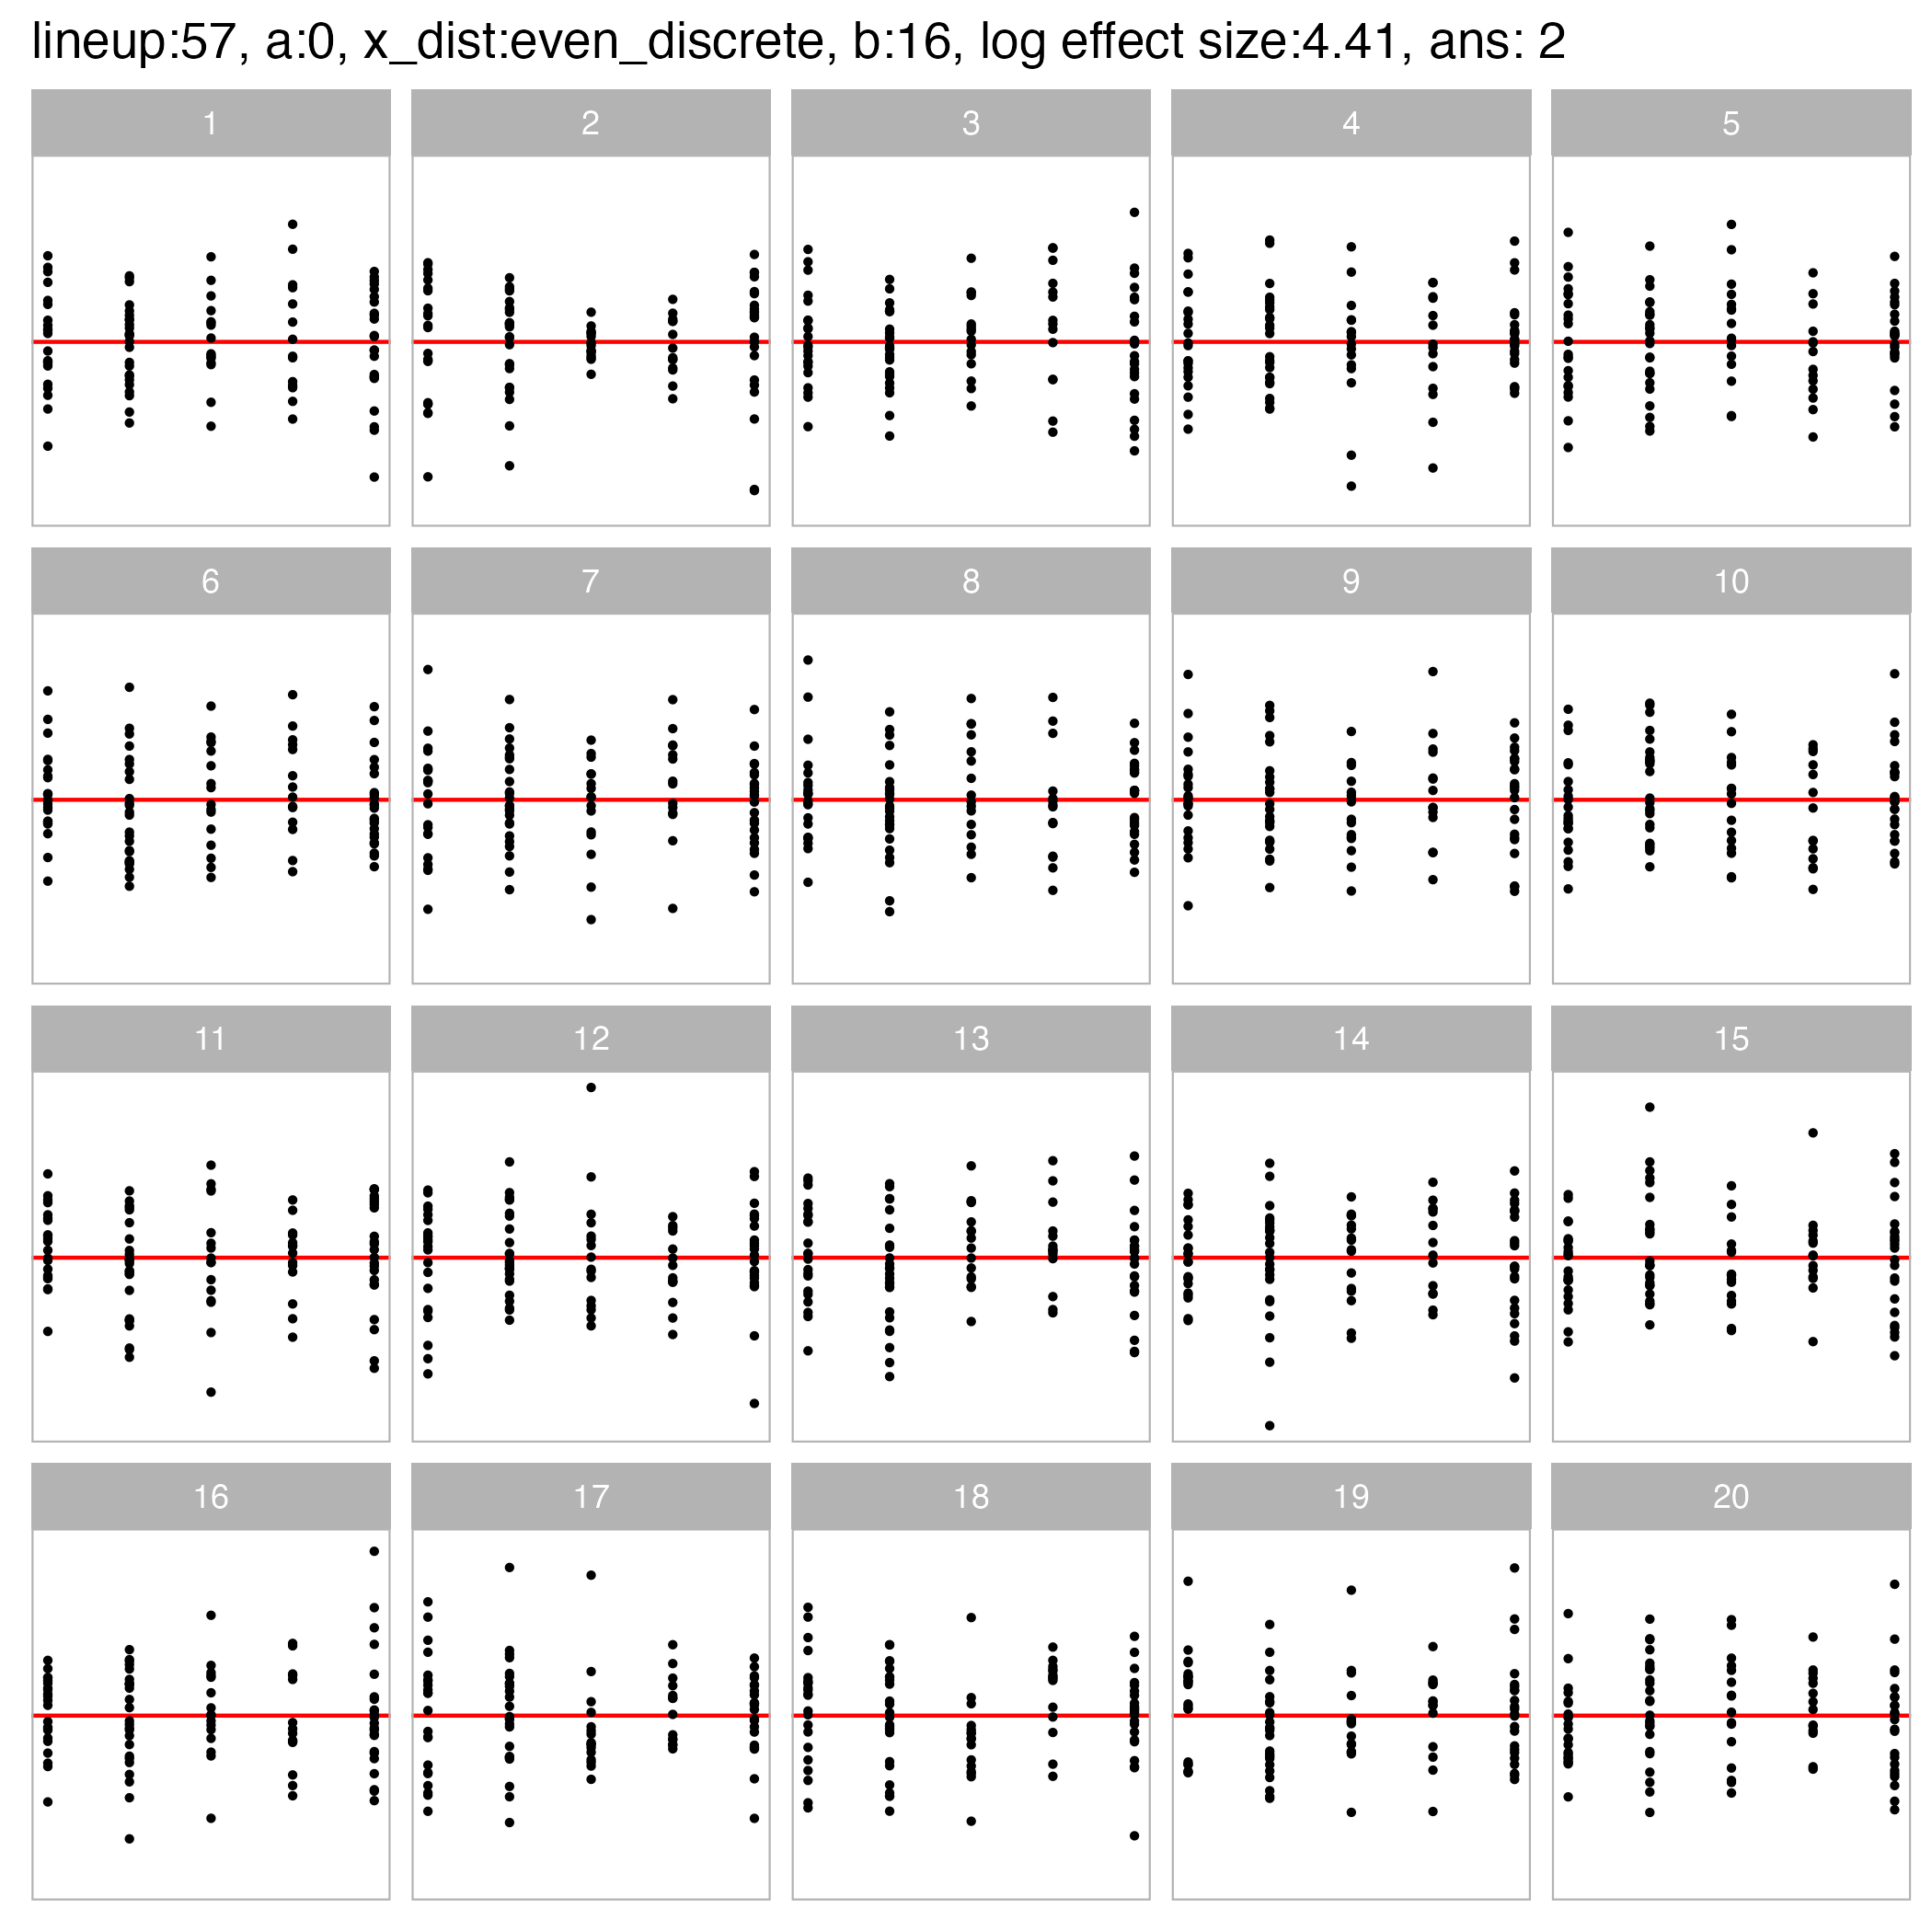 lineup:57, a:0, x_dist:even_discrete, b:16, log effect size:4.41, ans: 2
1 2 3 4 5
6 7 8 9 10
11 12 13 14 15
16 17 18 19 20